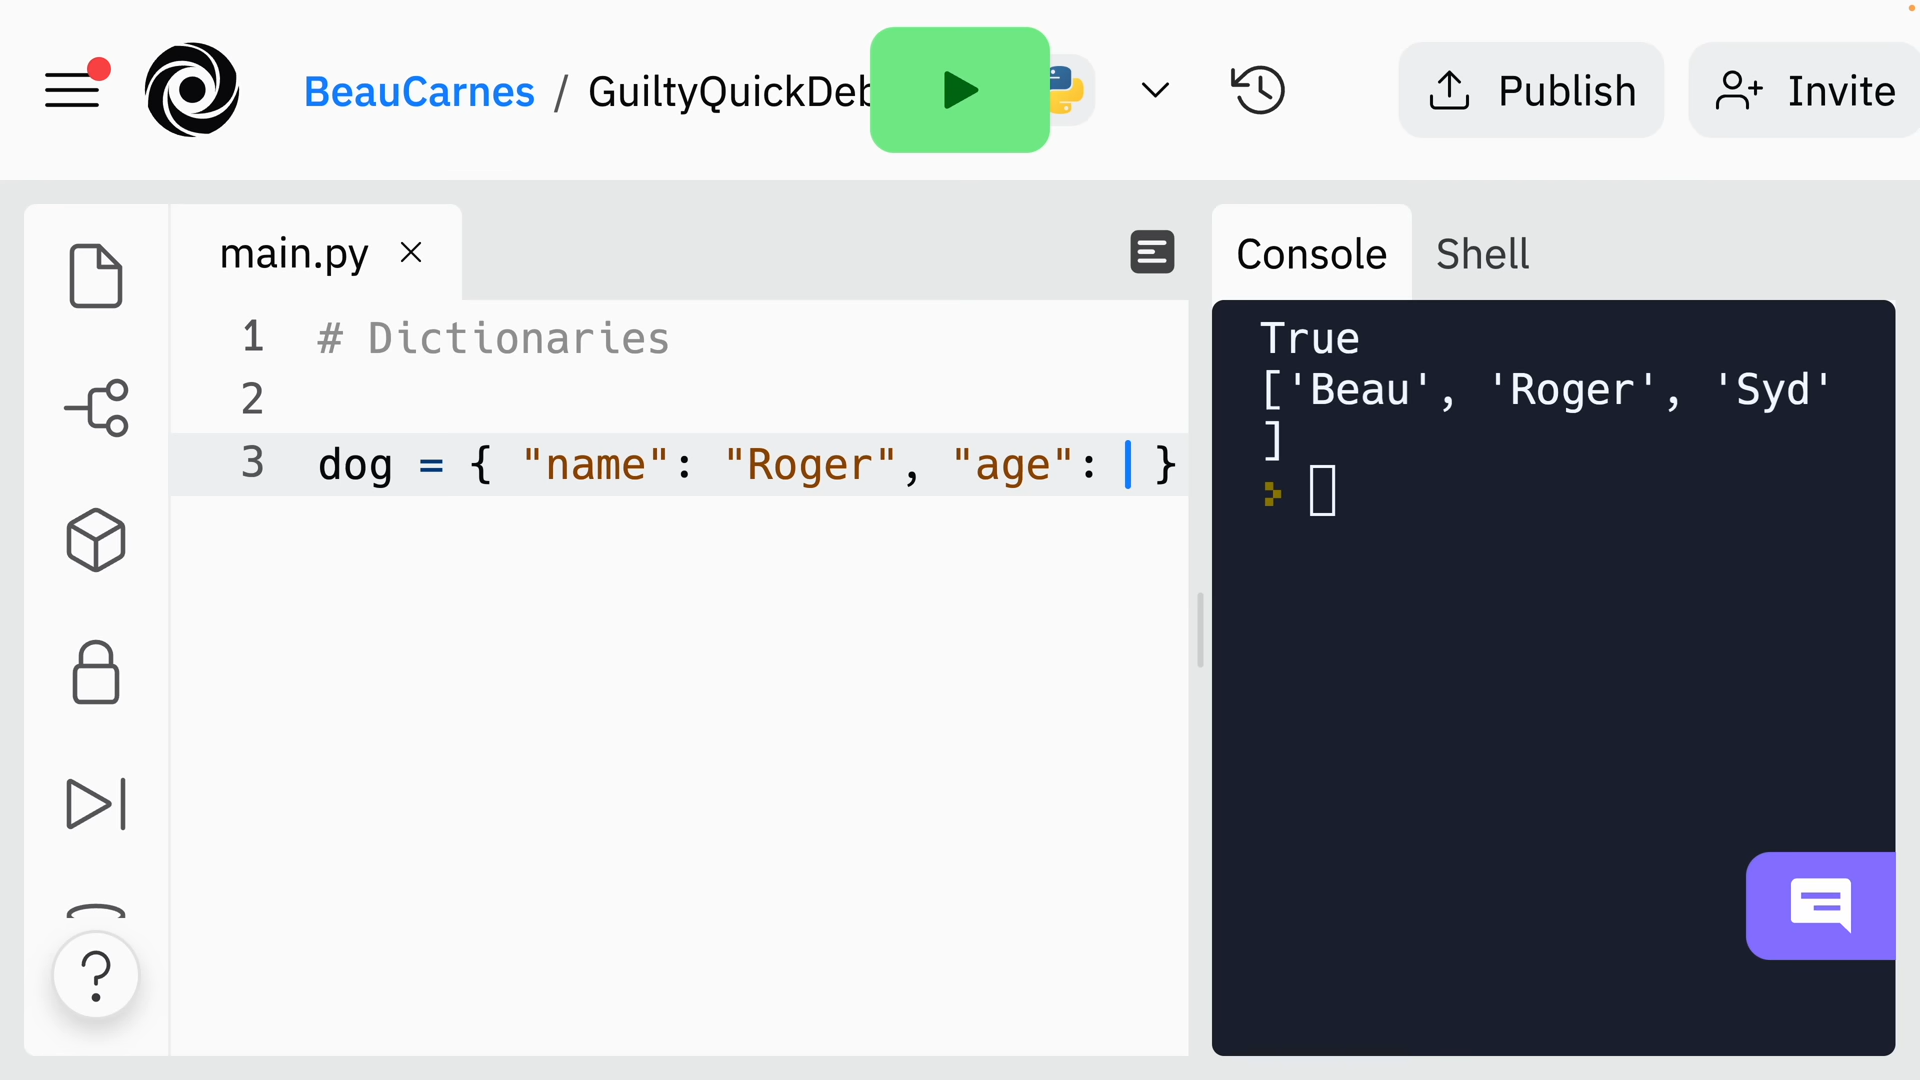 BeauCarnes / GuiltyQuickDeb
Publish
Invite
main.py
Console
Shell
1 # Dictionaries
2
3 dog = { "name": "Roger", "age": }
True
['Beau', 'Roger', 'Syd'
]
?